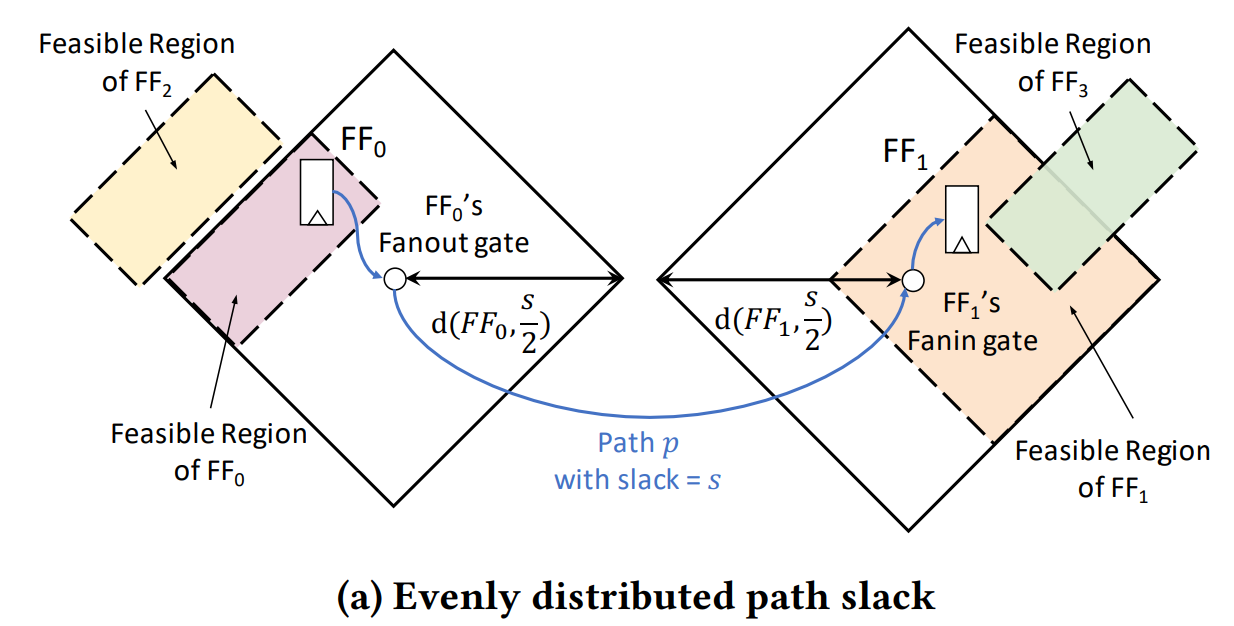 Feasible Region
of FF₂
FF₀
FF₀'s
Fanout gate
d(FF₀, s/2)
Feasible Region
of FF₀
Path p
with slack = s
Feasible Region
of FF₃
FF₁
d(FF₁, s/2)
FF₁'s
Fanin gate
Feasible Region
of FF₁
(a) Evenly distributed path slack